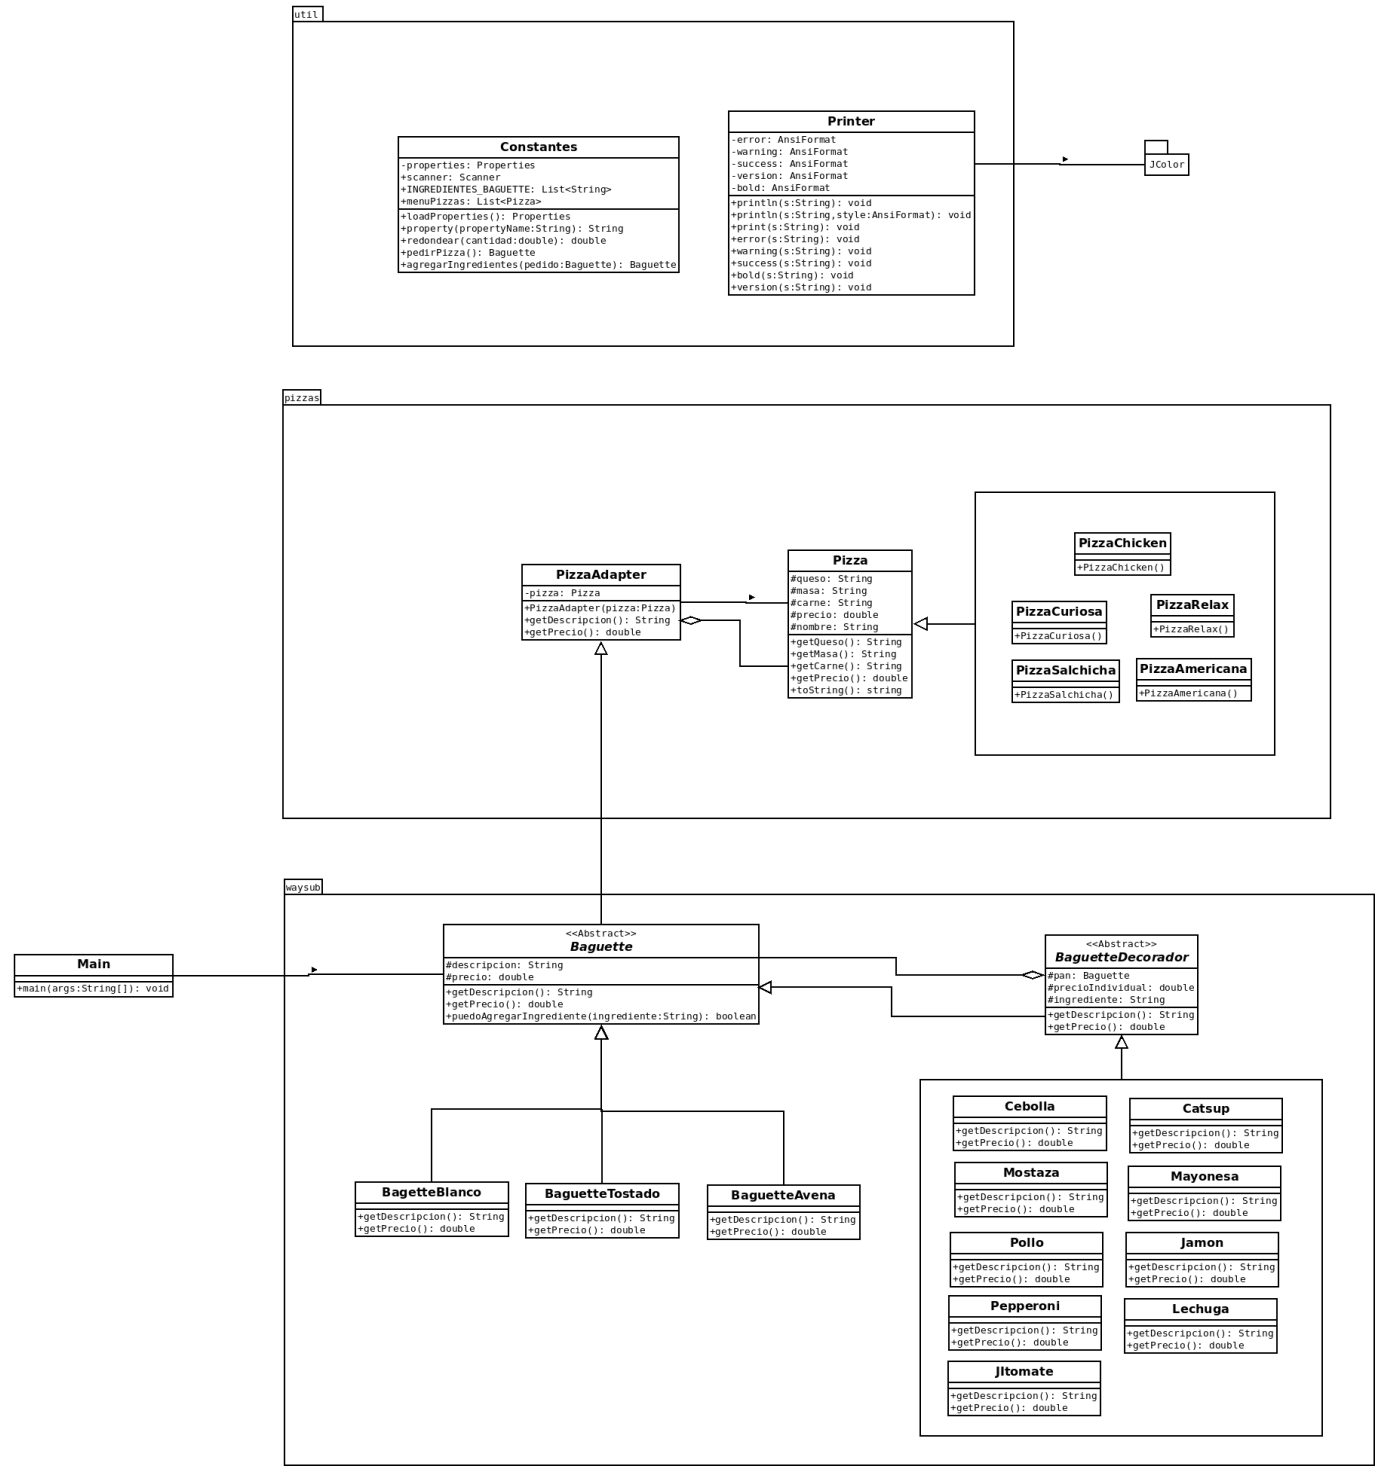 util
Constantes
-properties: Properties
+scanner: Scanner
+INGREDIENTES_BAGUETTE: List<String>
+menuPizzas: List<Pizza>
+loadProperties(): Properties
+property(propertyName:String): String
+redondear(cantidad:double): double
+pedirPizza(): Baguette
+agregarIngredientes(pedido:Baguette): Baguette
Printer
-error: AnsiFormat
-warning: AnsiFormat
-success: AnsiFormat
-version: AnsiFormat
-bold: AnsiFormat
+println(s:String): void
+println(s:String,style:AnsiFormat): void
+print(s:String): void
+error(s:String): void
+warning(s:String): void
+success(s:String): void
+bold(s:String): void
+version(s:String): void
JColor
pizzas
PizzaAdapter
-pizza: Pizza
+PizzaAdapter(pizza:Pizza)
+getDescripcion(): String
+getPrecio(): double
Pizza
#queso: String
#masa: String
#carne: String
#precio: double
#nombre: String
+getQueso(): String
+getMasa(): String
+getCarne(): String
+getPrecio(): double
+toString(): string
PizzaChicken
+PizzaChicken()
PizzaCuriosa
+PizzaCuriosa()
PizzaRelax
+PizzaRelax()
PizzaSalchicha
+PizzaSalchicha()
PizzaAmericana
+PizzaAmericana()
waysub
Main
+main(args:String[]): void
<<Abstract>>
Baguette
#descripcion: String
#precio: double
+getDescripcion(): String
+getPrecio(): double
+puedoAgregarIngrediente(ingrediente:String): boolean
<<Abstract>>
BaguetteDecorador
#pan: Baguette
#precioIndividual: double
#ingrediente: String
+getDescripcion(): String
+getPrecio(): double
BagetteBlanco
+getDescripcion(): String
+getPrecio(): double
BaguetteTostado
+getDescripcion(): String
+getPrecio(): double
BaguetteAvena
+getDescripcion(): String
+getPrecio(): double
Cebolla
+getDescripcion(): String
+getPrecio(): double
Catsup
+getDescripcion(): String
+getPrecio(): double
Mostaza
+getDescripcion(): String
+getPrecio(): double
Mayonesa
+getDescripcion(): String
+getPrecio(): double
Pollo
+getDescripcion(): String
+getPrecio(): double
Jamon
+getDescripcion(): String
+getPrecio(): double
Pepperoni
+getDescripcion(): String
+getPrecio(): double
Lechuga
+getDescripcion(): String
+getPrecio(): double
JItomate
+getDescripcion(): String
+getPrecio(): double